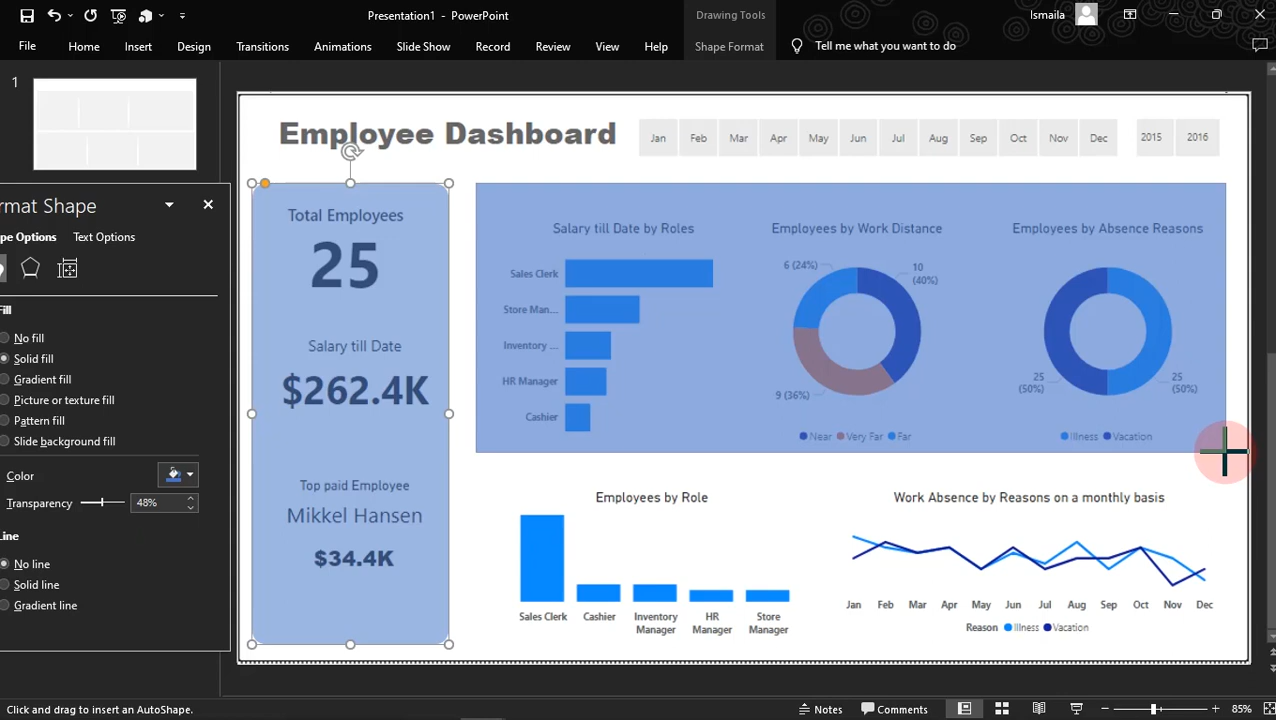 Presentation1 - PowerPoint
Drawing Tools
Ismaila
File Home Insert Design Transitions Animations Slide Show Record Review View Help Shape Format Tell me what you want to do
1
Employee Dashboard
Jan Feb Mar Apr May Jun Jul Aug Sep Oct Nov Dec 2015 2016
rmat Shape
pe Options Text Options
Fill
No fill
Solid fill
Gradient fill
Picture or texture fill
Pattern fill
Slide background fill
Color
Transparency 48%
Line
No line
Solid line
Gradient line
Total Employees
25
Salary till Date
$262.4K
Top paid Employee
Mikkel Hansen
$34.4K
Salary till Date by Roles
Sales Clerk
Store Man...
Inventory ...
HR Manager
Cashier
Employees by Work Distance
6 (24%)
10
(40%)
9 (36%)
Near Very Far Far
Employees by Absence Reasons
25
(50%)
25
(50%)
Illness Vacation
Employees by Role
Sales Clerk Cashier Inventory Manager HR Manager Store Manager
Work Absence by Reasons on a monthly basis
Jan Feb Mar Apr May Jun Jul Aug Sep Oct Nov Dec
Reason Illness Vacation
Click and drag to insert an AutoShape.
Notes Comments 85%